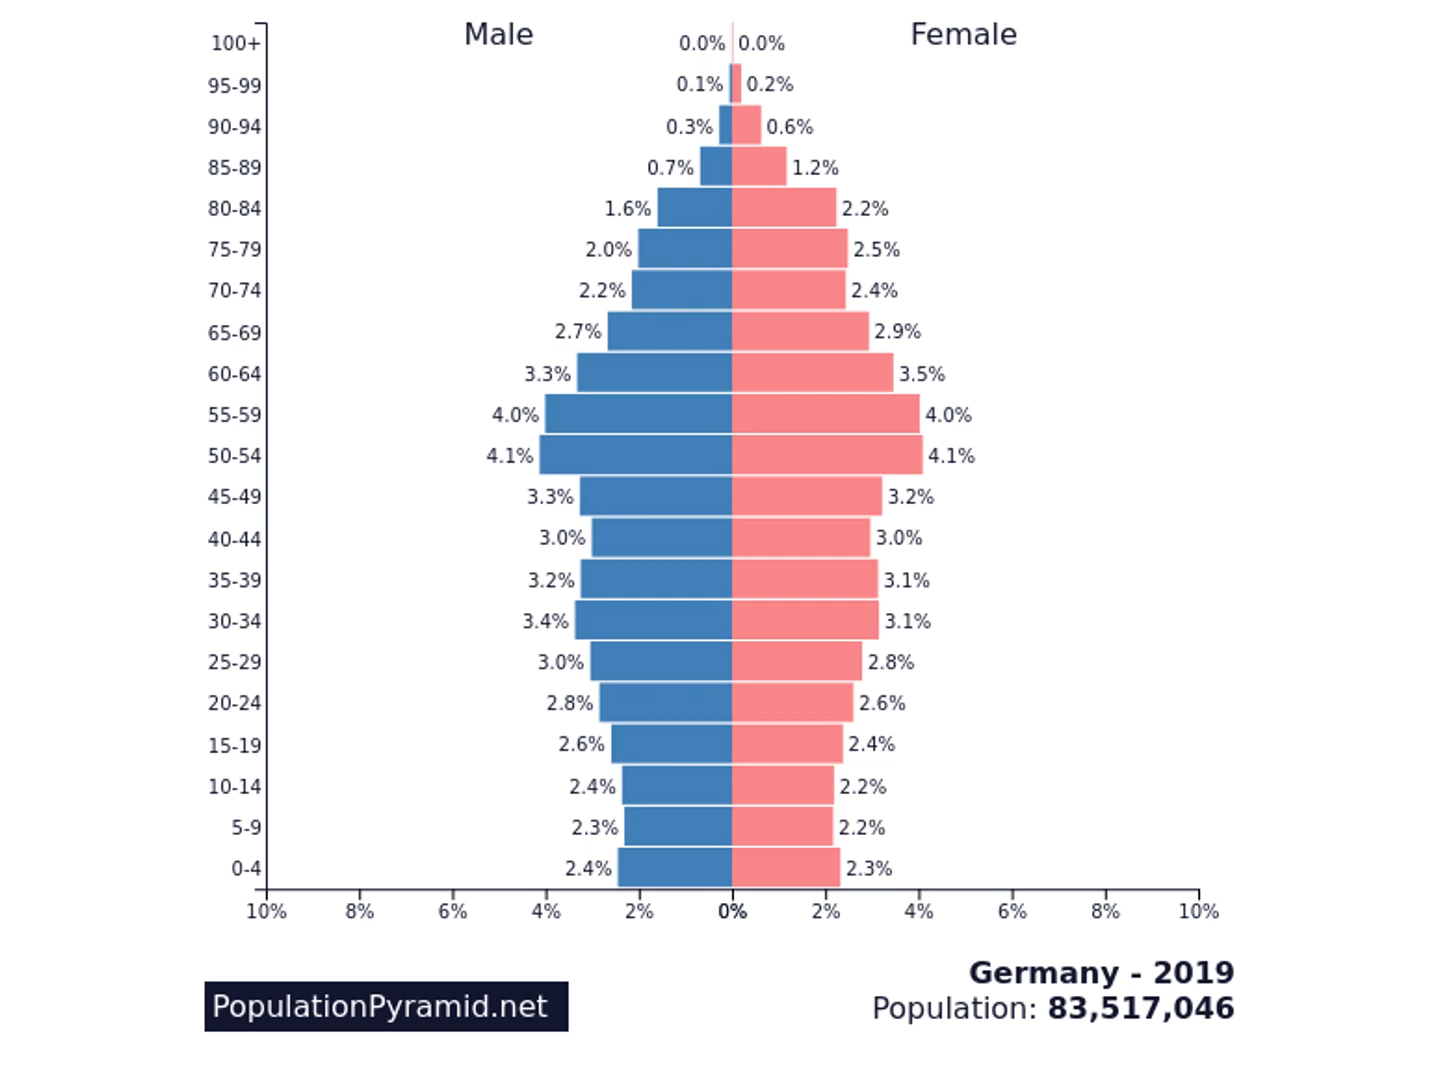 Male Female
100+ 0.0% 0.0%
95-99 0.1% 0.2%
90-94 0.3% 0.6%
85-89 0.7% 1.2%
80-84 1.6% 2.2%
75-79 2.0% 2.5%
70-74 2.2% 2.4%
65-69 2.7% 2.9%
60-64 3.3% 3.5%
55-59 4.0% 4.0%
50-54 4.1% 4.1%
45-49 3.3% 3.2%
40-44 3.0% 3.0%
35-39 3.2% 3.1%
30-34 3.4% 3.1%
25-29 3.0% 2.8%
20-24 2.8% 2.6%
15-19 2.6% 2.4%
10-14 2.4% 2.2%
5-9 2.3% 2.2%
0-4 2.4% 2.3%
10% 8% 6% 4% 2% 0% 2% 4% 6% 8% 10%
Germany - 2019
PopulationPyramid.net Population: 83,517,046